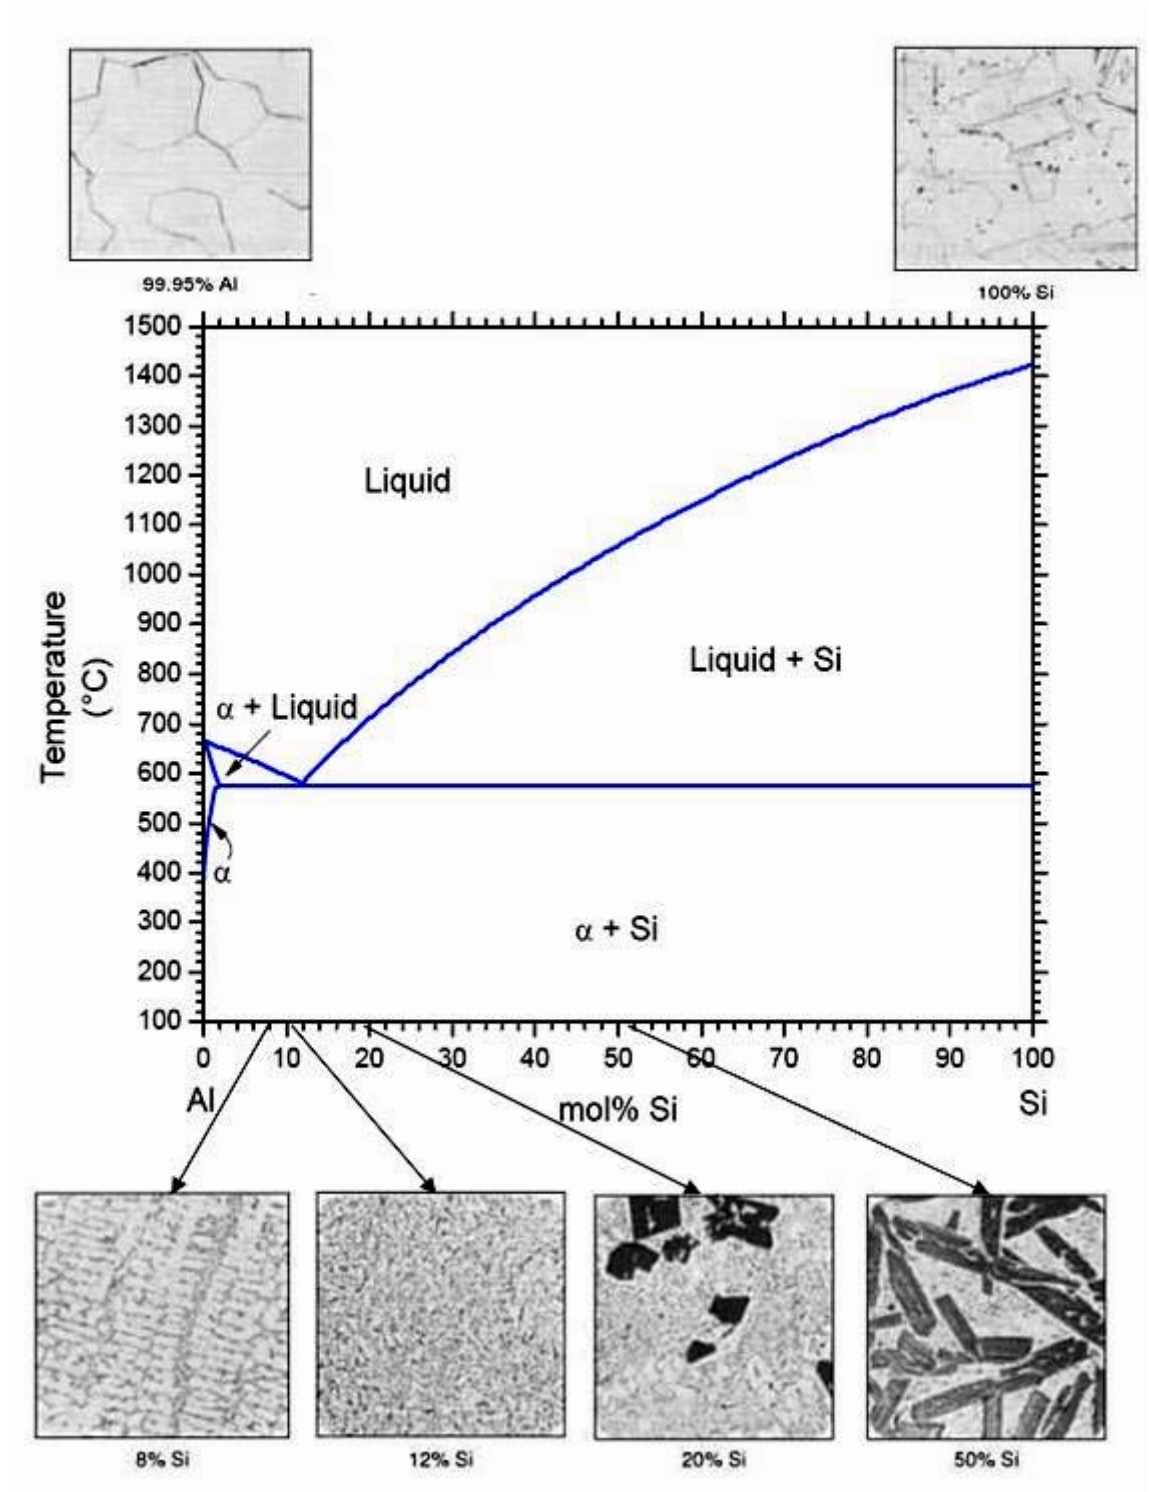 99.95% Al
100% Si
1500
1400
1300
1200
1100
1000
900
800
700
600
500
400
300
200
100
Temperature
(°C)
Liquid
Liquid + Si
α + Liquid
α
α + Si
0 10 20 30 40 50 60 70 80 90 100
Al mol% Si Si
8% Si 12% Si 20% Si 50% Si